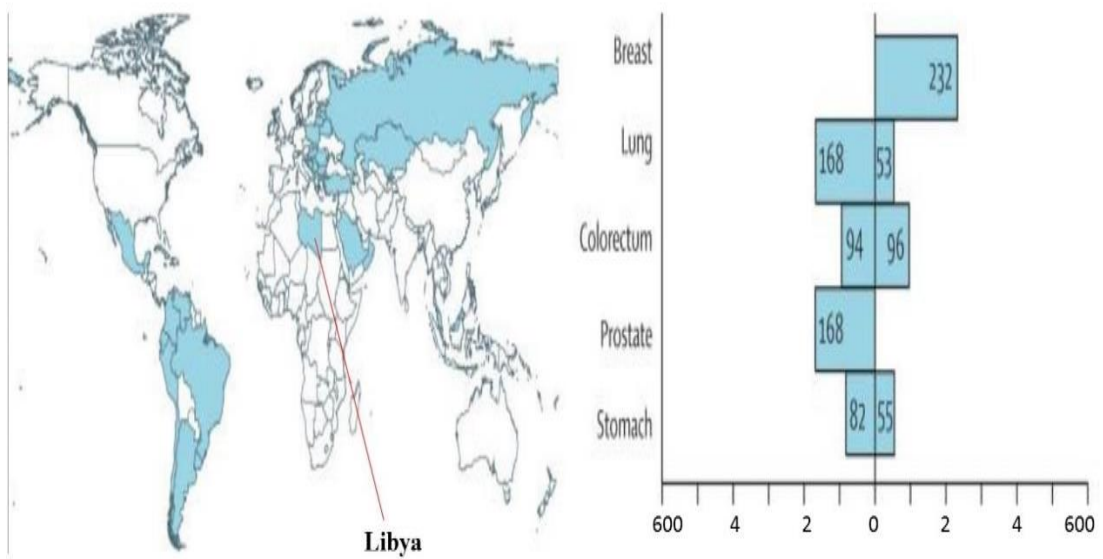 Breast
232
Lung
168 53
Colorectum
94 96
Prostate
168
Stomach
82 55
600 4 2 0 2 4 600
Libya